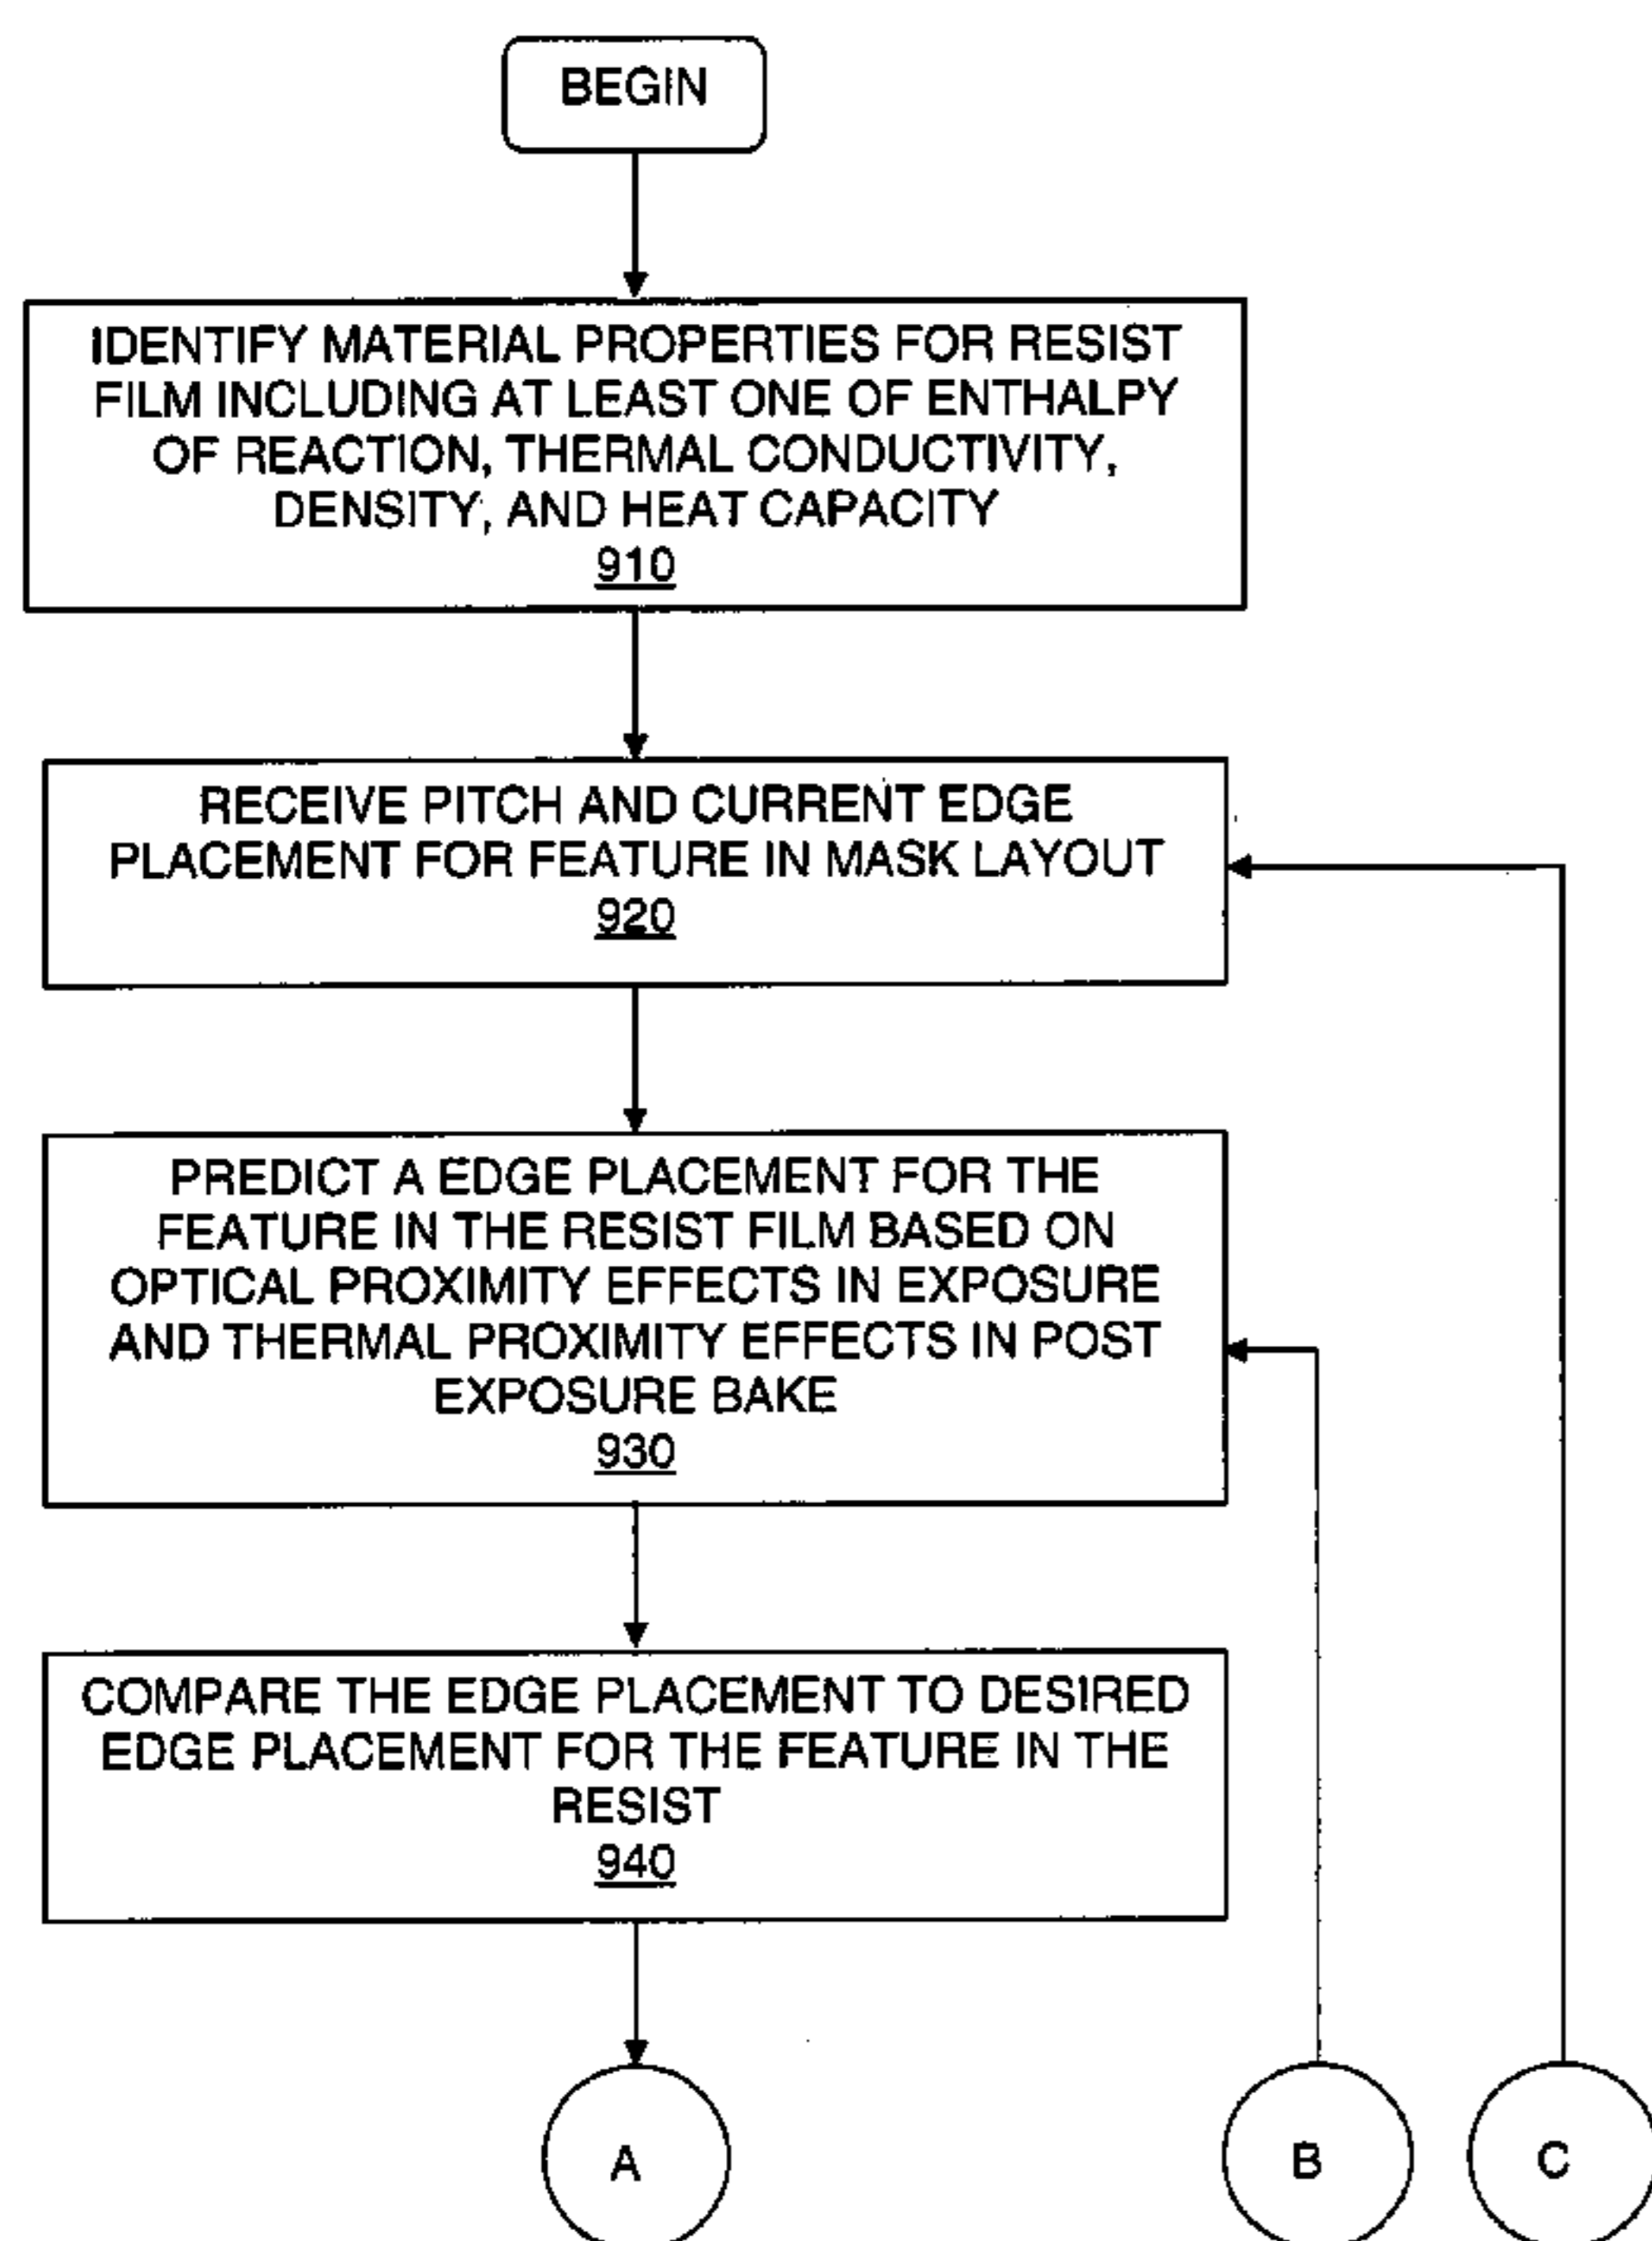 BEGIN
IDENTIFY MATERIAL PROPERTIES FOR RESIST
FILM INCLUDING AT LEAST ONE OF ENTHALPY
OF REACTION, THERMAL CONDUCTIVITY,
DENSITY, AND HEAT CAPACITY
910
RECEIVE PITCH AND CURRENT EDGE
PLACEMENT FOR FEATURE IN MASK LAYOUT
920
PREDICT A EDGE PLACEMENT FOR THE
FEATURE IN THE RESIST FILM BASED ON
OPTICAL PROXIMITY EFFECTS IN EXPOSURE
AND THERMAL PROXIMITY EFFECTS IN POST
EXPOSURE BAKE
930
COMPARE THE EDGE PLACEMENT TO DESIRED
EDGE PLACEMENT FOR THE FEATURE IN THE
RESIST
940
A
B
C